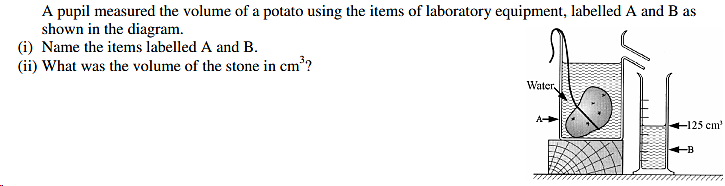 A pupil measured the volume of a potato using the items of laboratory equipment, labelled A and B as
shown in the diagram.
(i) Name the items labelled A and B.
(ii) What was the volume of the stone in cm³?
Water
A
125 cm³
B